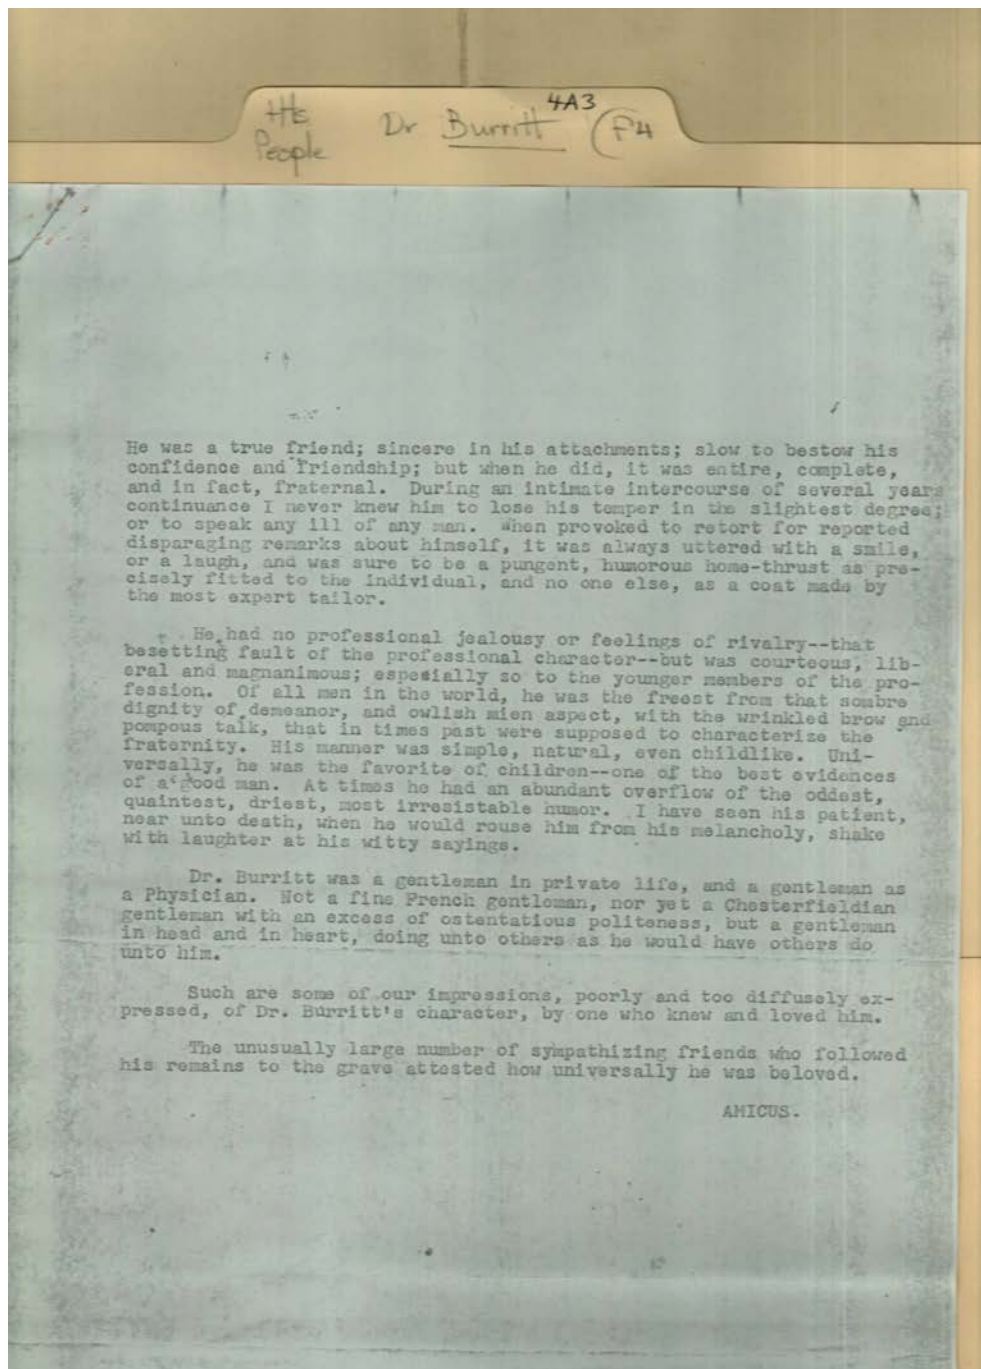 His
People
Dr Burritt
4A3
F4
He was a true friend; sincere in his attachments; slow to bestow his
confidence and friendship; but when he did, it was entire, complete,
and in fact, fraternal. During an intimate intercourse of several years
continuance I never knew him to lose his temper in the slightest degree;
or to speak any ill of any man. When provoked to retort for reported
disparaging remarks about himself, it was always uttered with a smile,
or a laugh, and was sure to be a pungent, humorous home-thrust as pre-
cisely fitted to the individual, and no one else, as a coat made by
the most expert tailor.
He had no professional jealousy or feelings of rivalry--that
besetting fault of the professional character--but was courteous, lib-
eral and magnanimous; especially so to the younger members of the pro-
fession. Of all men in the world, he was the freest from that sombre
dignity of demeanor, and owlish mien aspect, with the wrinkled brow and
pompous talk, that in times past were supposed to characterize the
fraternity. His manner was simple, natural, even childlike. Uni-
versally, he was the favorite of children--one of the best evidences
of a good man. At times he had an abundant overflow of the oddest,
quaintest, driest, most irresistable humor. I have seen his patient,
near unto death, when he would rouse him from his melancholy, shake
with laughter at his witty sayings.
Dr. Burritt was a gentleman in private life, and a gentleman as
a Physician. Not a fine French gentleman, nor yet a Chesterfieldian
gentleman with an excess of ostentatious politeness, but a gentleman
in head and in heart, doing unto others as he would have others do
unto him.
Such are some of our impressions, poorly and too diffusely ex-
pressed, of Dr. Burritt's character, by one who knew and loved him.
The unusually large number of sympathizing friends who followed
his remains to the grave attested how universally he was beloved.
AMICUS.